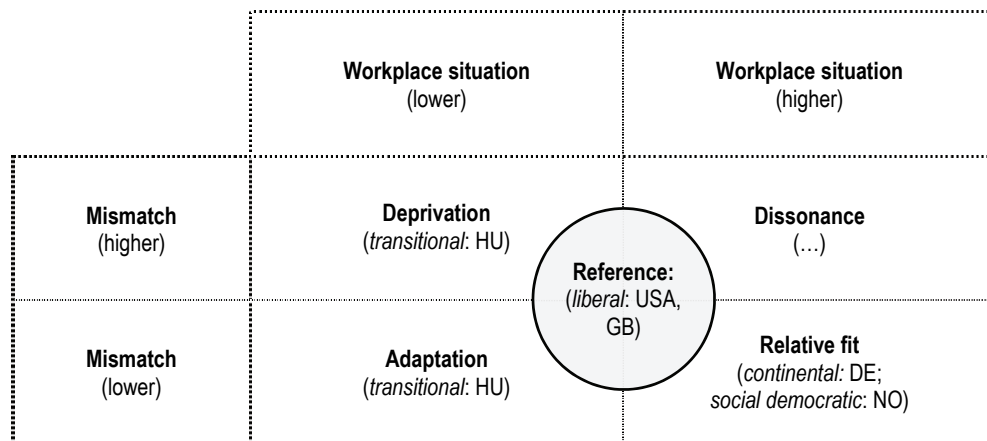 Workplace situation
(lower)
Workplace situation
(higher)
Mismatch
(higher)
Deprivation
(transitional: HU)
Dissonance
(…)
Reference:
(liberal: USA,
GB)
Mismatch
(lower)
Adaptation
(transitional: HU)
Relative fit
(continental: DE;
social democratic: NO)